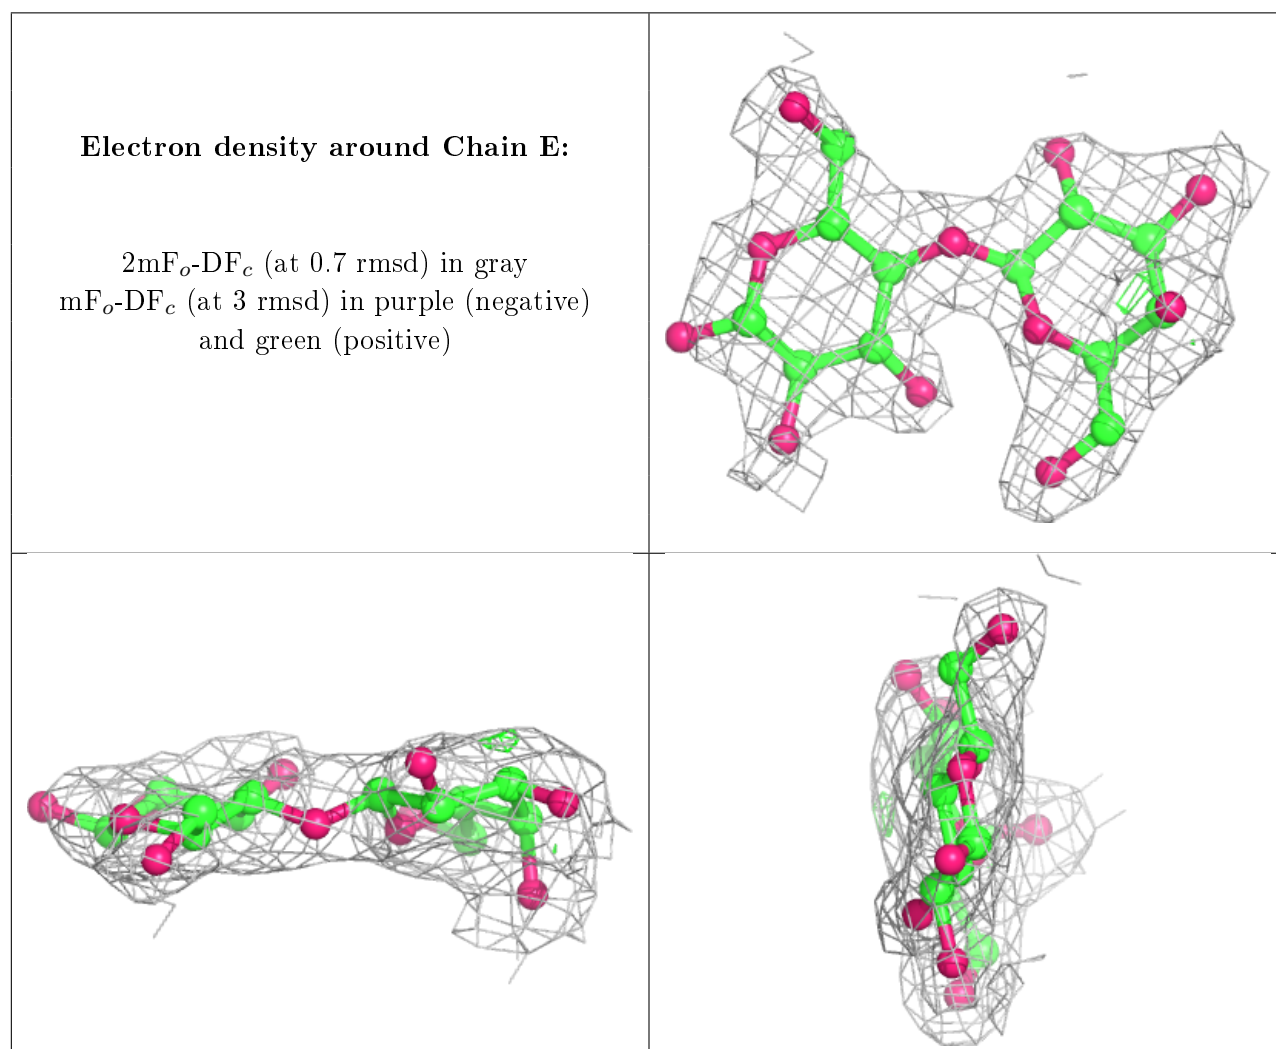 Electron density around Chain E:
2mFo-DFc (at 0.7 rmsd) in gray
mFo-DFc (at 3 rmsd) in purple (negative)
and green (positive)